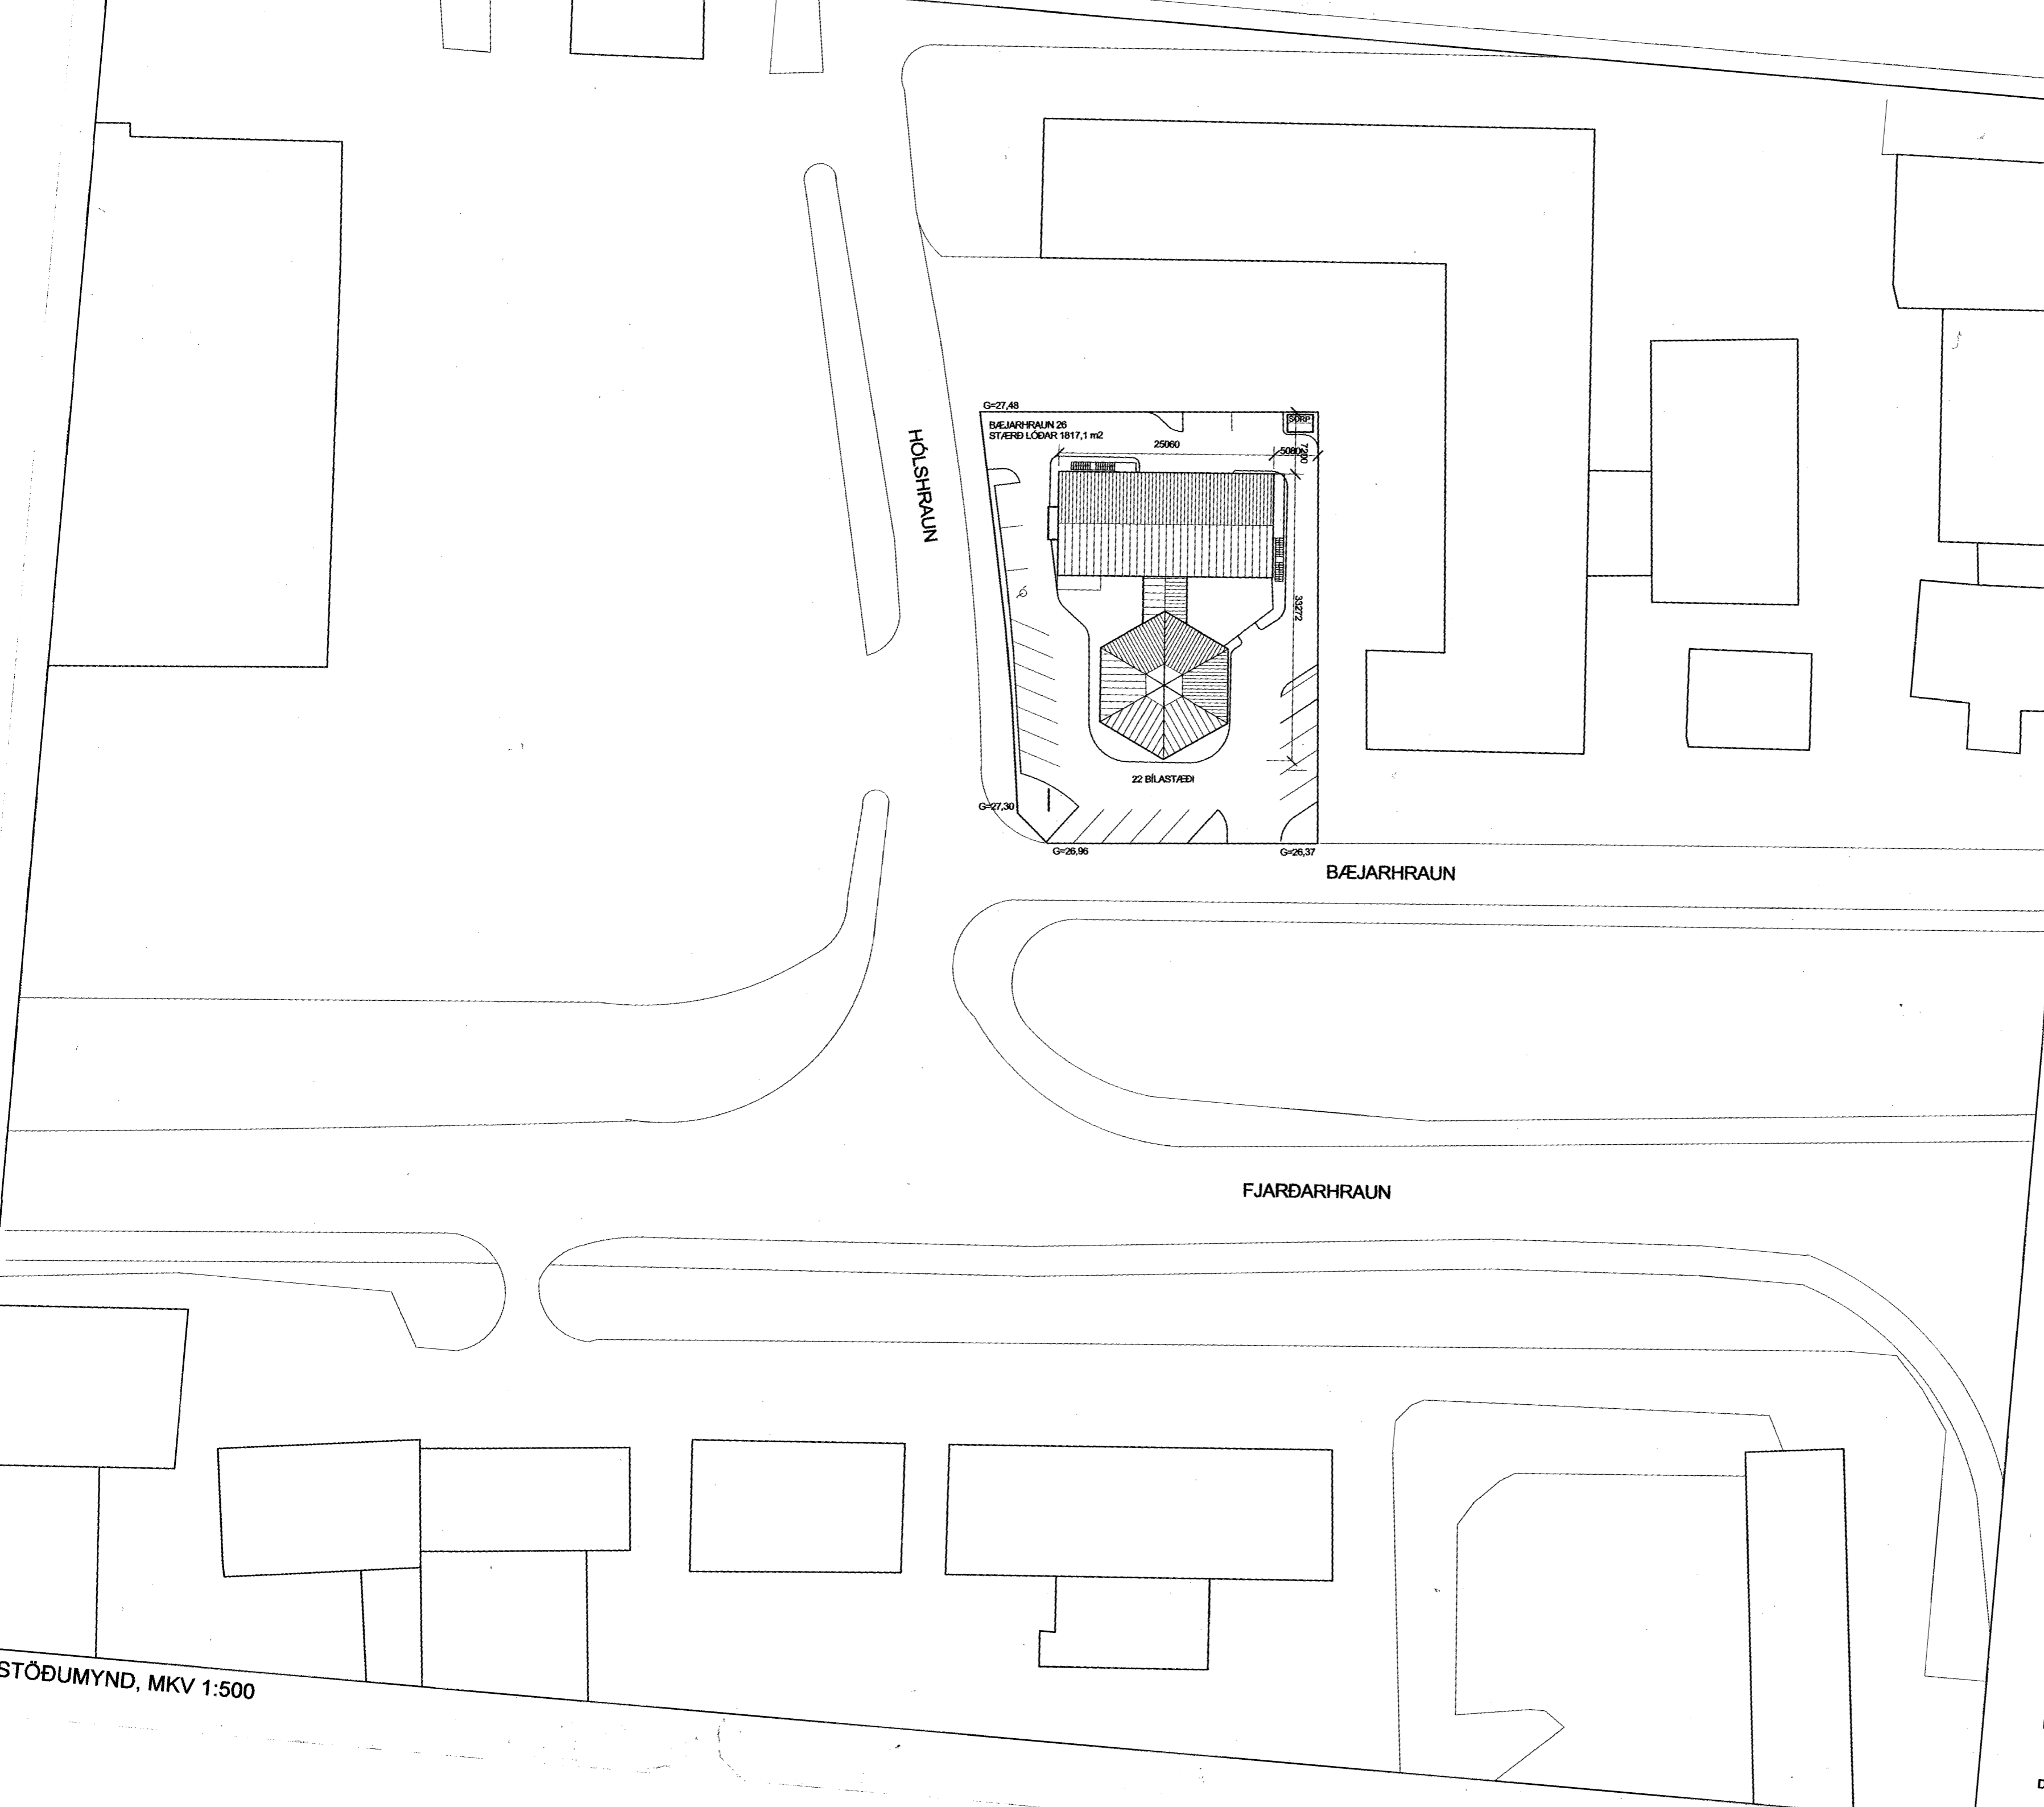 G=27,48
BÆJARHRAUN 26
STÆRÐ LÓÐAR 1817,1 m2
SORP
25060
5080
7200
HÓLSHRAUN
33272
22 BÍLASTÆÐI
G=27,30
G=26,96
G=26,37
BÆJARHRAUN
FJARÐARHRAUN
STÖÐUMYND, MKV 1:500